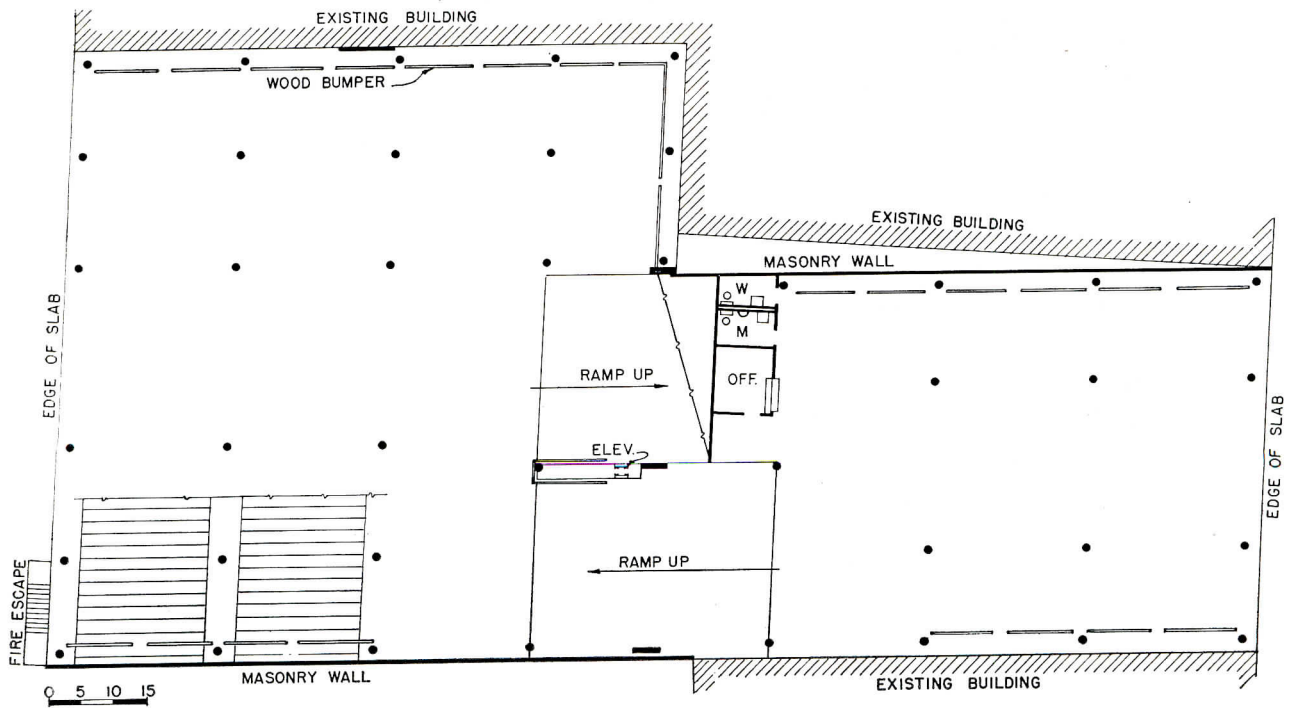 EXISTING BUILDING
WOOD BUMPER
EXISTING BUILDING
MASONRY WALL
W
M
EDGE OF SLAB
RAMP UP
OFF.
EDGE OF SLAB
ELEV.
RAMP UP
FIRE ESCAPE
MASONRY WALL
EXISTING BUILDING
0 5 10 15